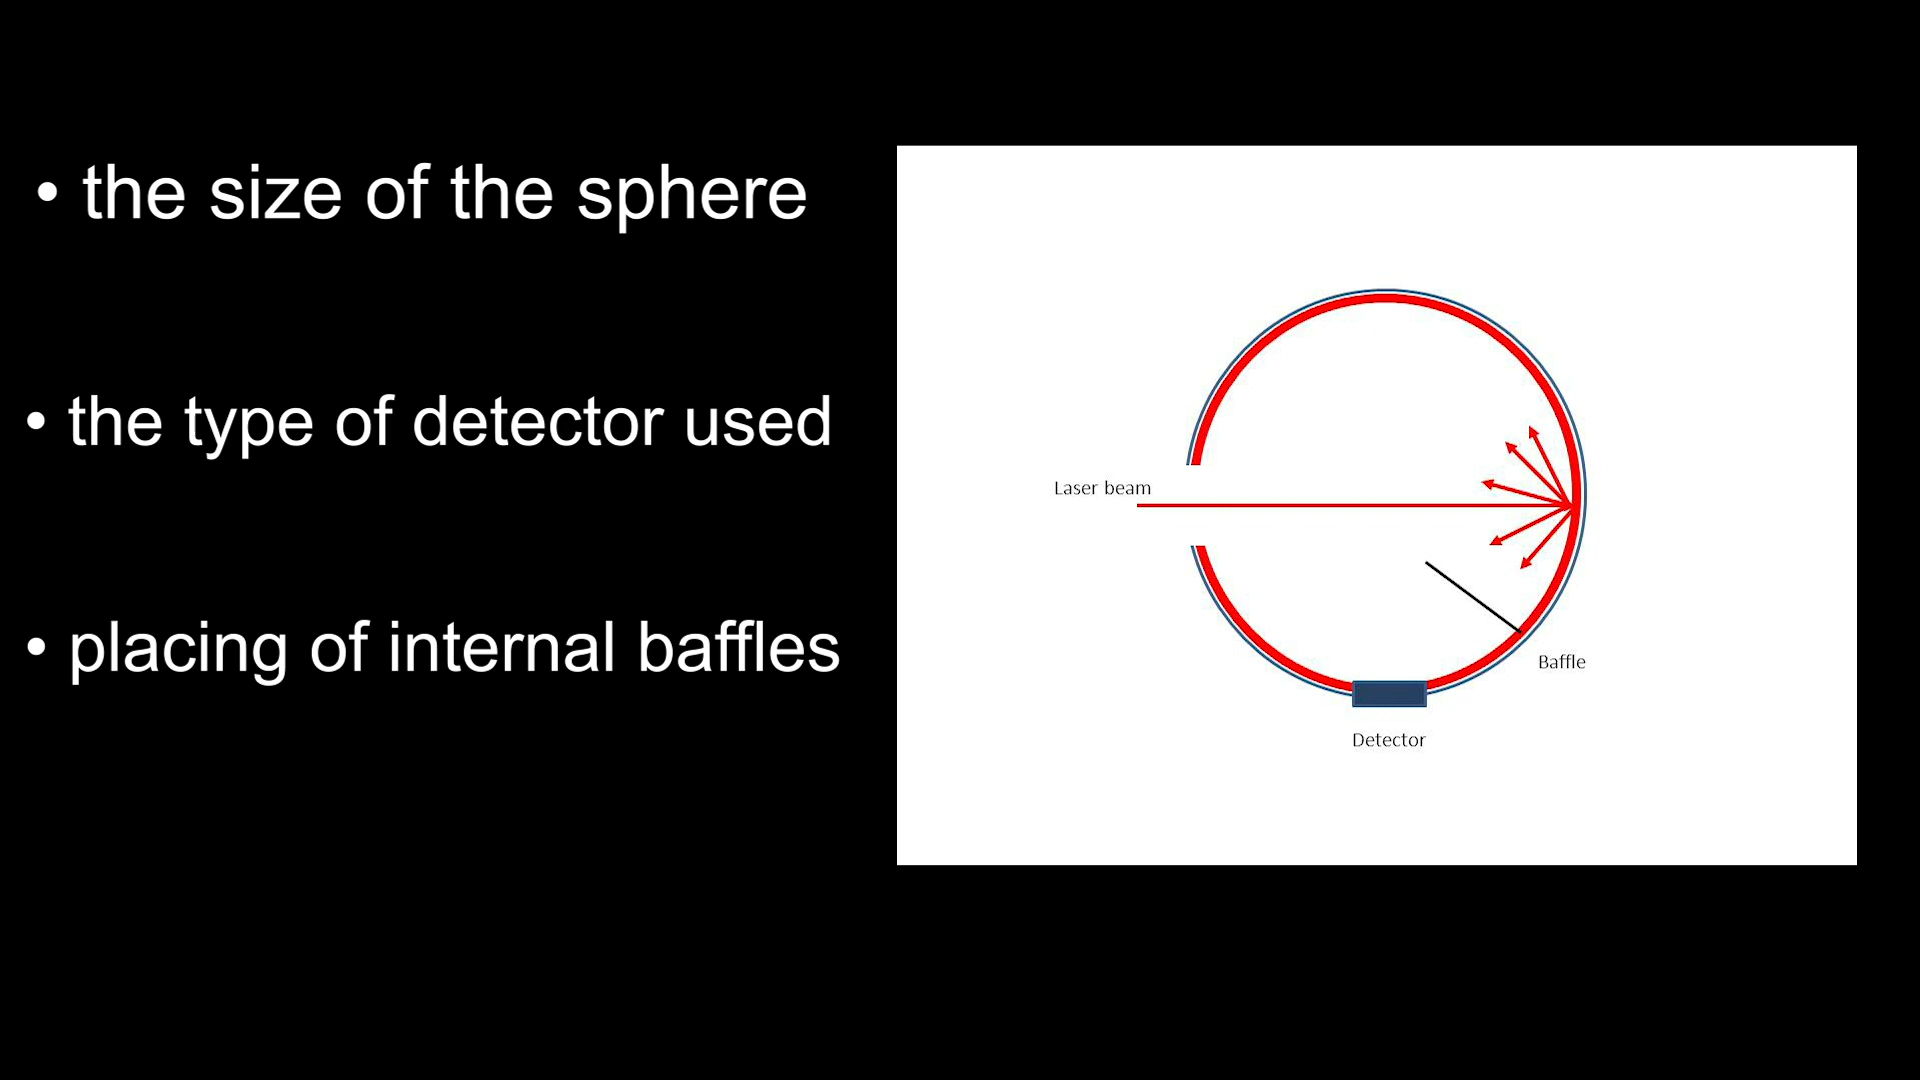 • the size of the sphere
• the type of detector used
• placing of internal baffles
Laser beam
Baffle
Detector